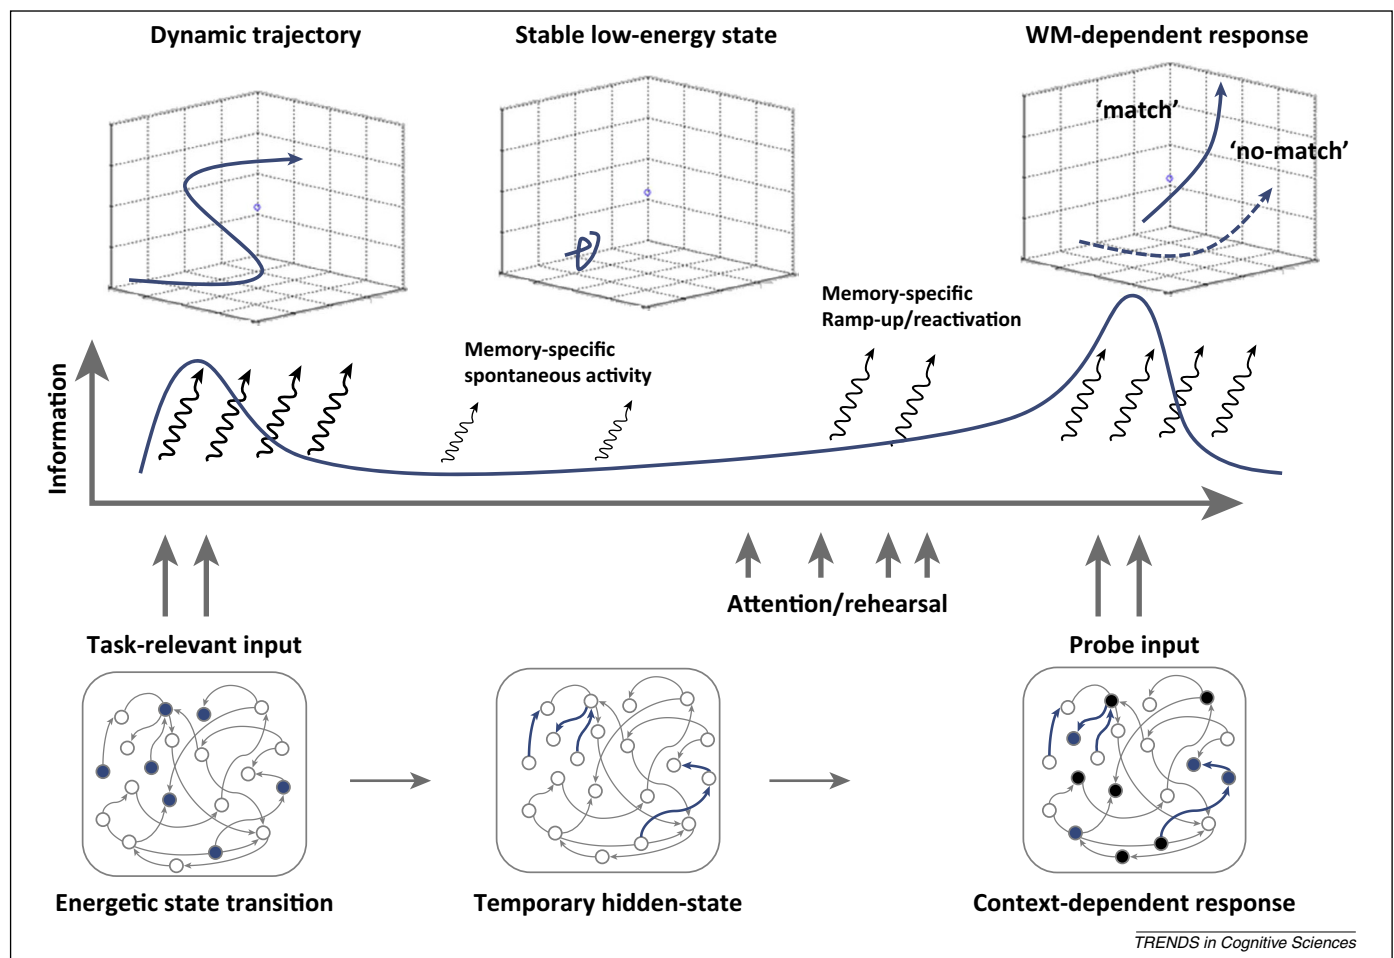 Dynamic trajectory
Stable low-energy state
WM-dependent response
‘match’
‘no-match’
Memory-specific
Ramp-up/reactivation
Memory-specific
spontaneous activity
Information
Attention/rehearsal
Task-relevant input
Probe input
Energetic state transition
Temporary hidden-state
Context-dependent response
TRENDS in Cognitive Sciences